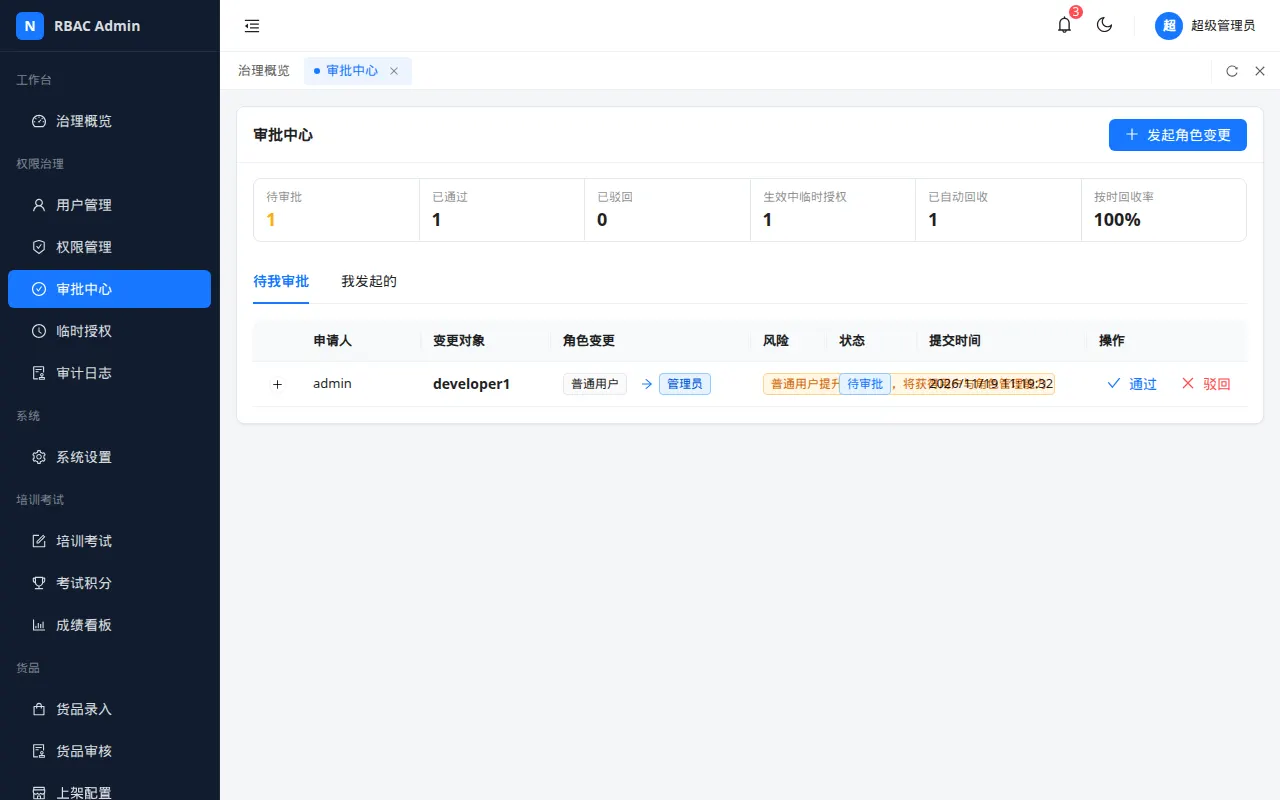 N RBAC Admin
工作台
治理概览
权限治理
用户管理
权限管理
审批中心
临时授权
审计日志
系统
系统设置
培训考试
培训考试
考试积分
成绩看板
货品
货品录入
货品审核
上架配置
3
超 超级管理员
治理概览 审批中心
审批中心
发起角色变更
待审批 已通过 已驳回 生效中临时授权 已自动回收 按时回收率
1 1 0 1 1 100%
待我审批 我发起的
申请人 变更对象 角色变更 风险 状态 提交时间 操作
admin developer1 普通用户 管理员 普通用户提升 待审批 ，将获 通过 驳回